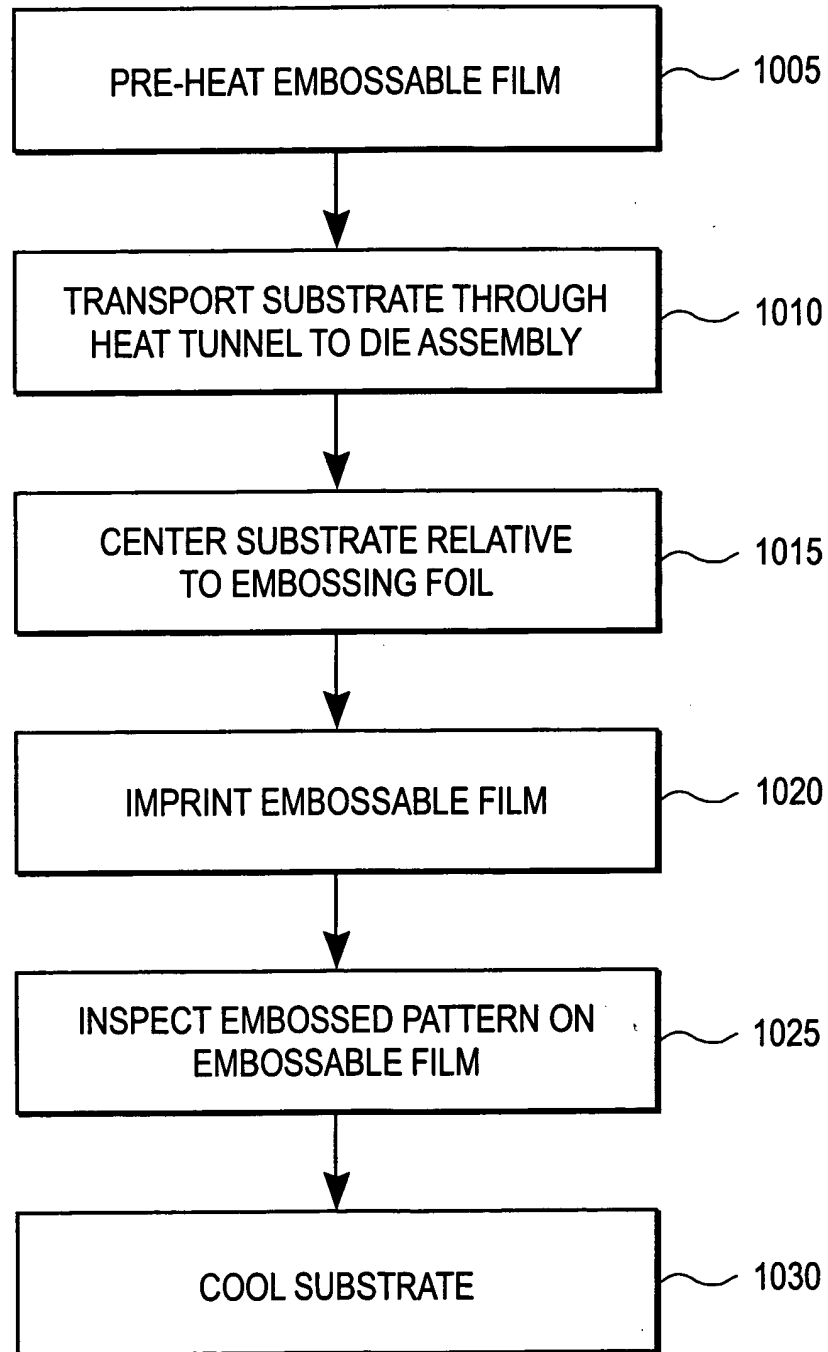 PRE-HEAT EMBOSSABLE FILM
1005
TRANSPORT SUBSTRATE THROUGH
HEAT TUNNEL TO DIE ASSEMBLY
1010
CENTER SUBSTRATE RELATIVE
TO EMBOSSING FOIL
1015
IMPRINT EMBOSSABLE FILM
1020
INSPECT EMBOSSED PATTERN ON
EMBOSSABLE FILM
1025
COOL SUBSTRATE
1030